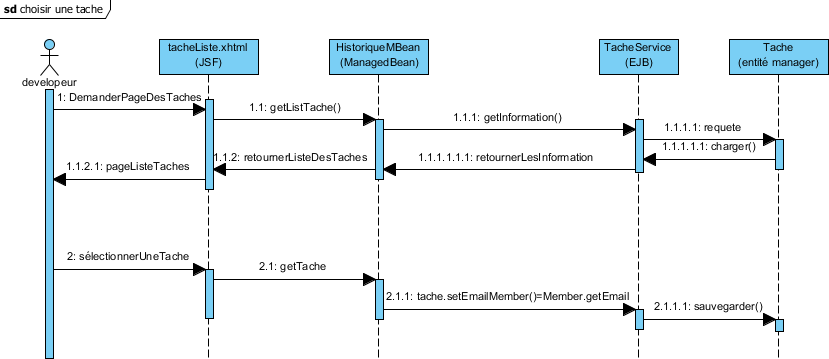 sd choisir une tache
tacheListe.xhtml
(JSF)
HistoriqueMBean
(ManagedBean)
TacheService
(EJB)
Tache
(entité manager)
developeur
1: DemanderPageDesTaches
1.1: getListTache()
1.1.1: getInformation()
1.1.1.1: requete
1.1.1.1.1: charger()
1.1.1.1.1.1: retournerLesInformation
1.1.2: retournerListeDesTaches
1.1.2.1: pageListeTaches
2: sélectionnerUneTache
2.1: getTache
2.1.1: tache.setEmailMember()=Member.getEmail
2.1.1.1: sauvegarder()